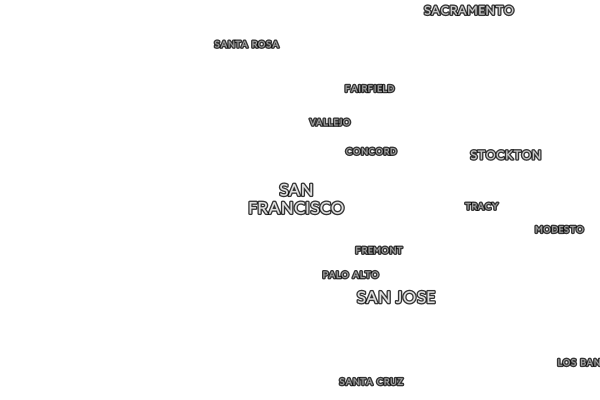 SACRAMENTO
SANTA ROSA
FAIRFIELD
VALLEJO
CONCORD
STOCKTON
SAN
FRANCISCO
TRACY
MODESTO
FREMONT
PALO ALTO
SAN JOSE
LOS BAN
SANTA CRUZ